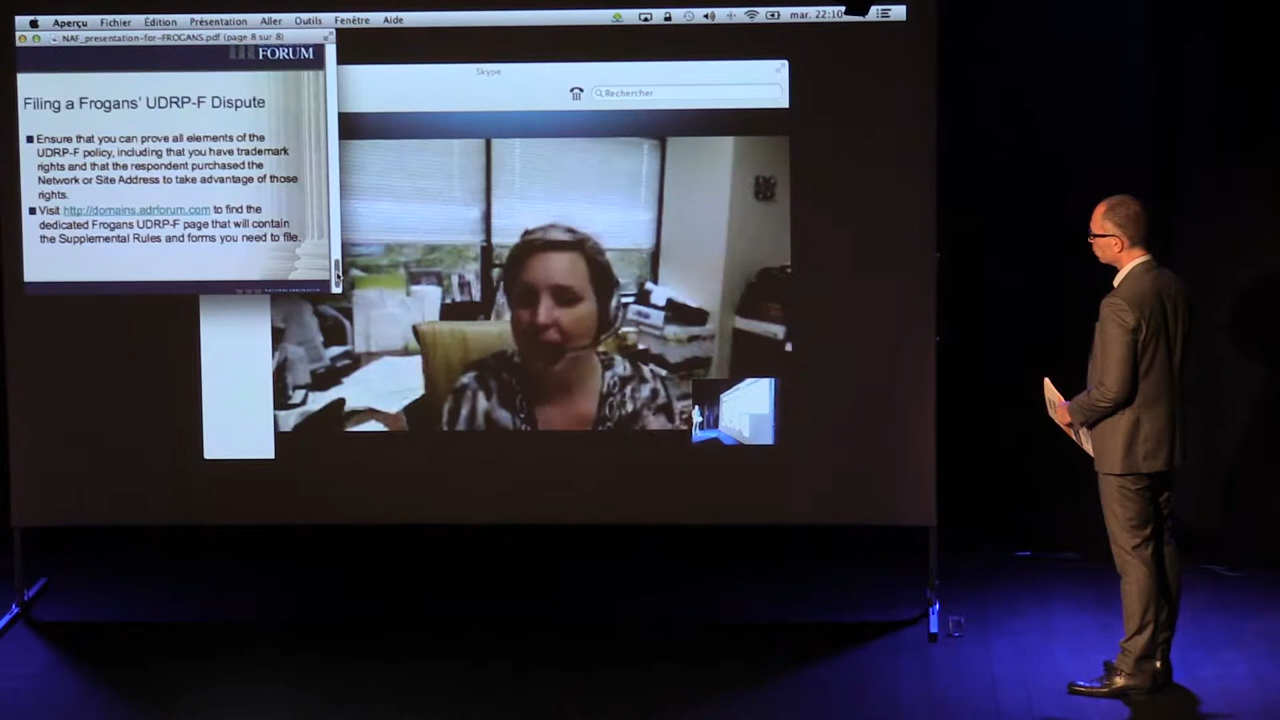 Aperçu Fichier Édition Présentation Aller Outils Fenêtre Aide mar. 22:10
NAF_presentation-for-FROGANS.pdf (page 8 sur 8)
FORUM
Skype
Rechercher
Filing a Frogans' UDRP-F Dispute
Ensure that you can prove all elements of the
UDRP-F policy, including that you have trademark
rights and that the respondent purchased the
Network or Site Address to take advantage of those
rights.
Visit http://domains.adrforum.com to find the
dedicated Frogans UDRP-F page that will contain
the Supplemental Rules and forms you need to file.